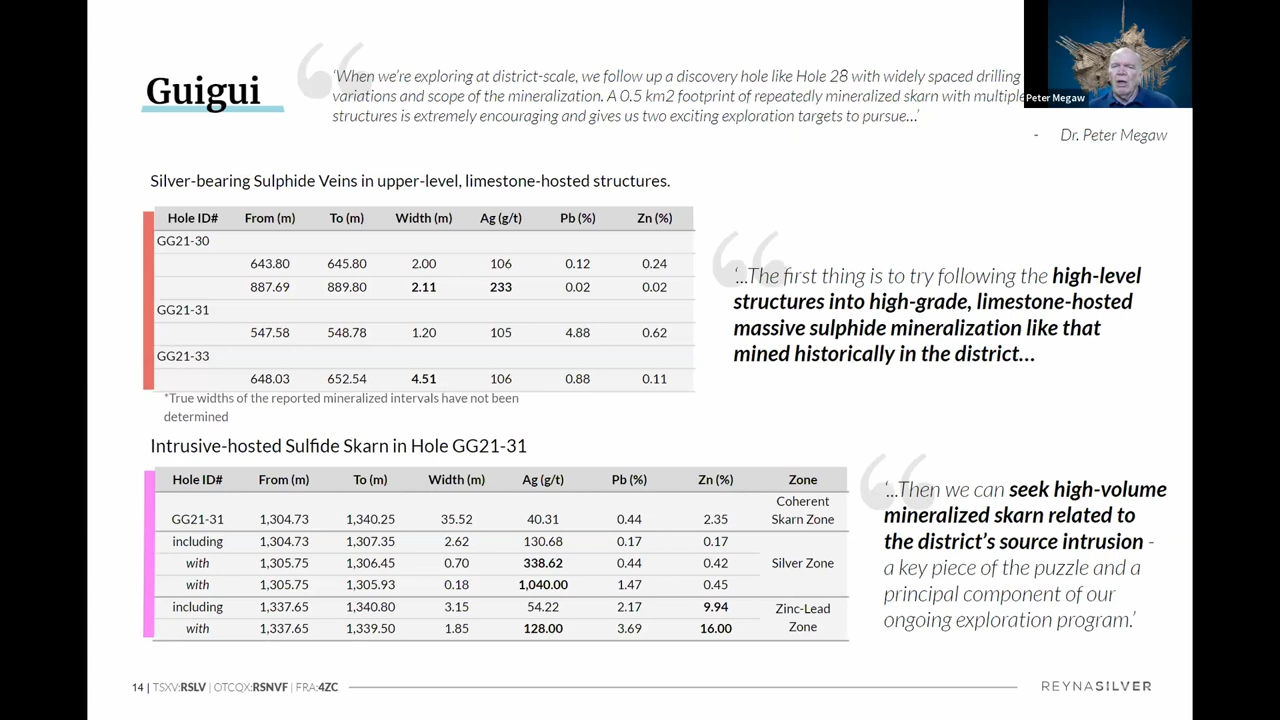 Guigui
‘When we’re exploring at district-scale, we follow up a discovery hole like Hole 28 with widely spaced drilling
variations and scope of the mineralization. A 0.5 km2 footprint of repeatedly mineralized skarn with multiple
structures is extremely encouraging and gives us two exciting exploration targets to pursue…’
- Dr. Peter Megaw
Peter Megaw
Silver-bearing Sulphide Veins in upper-level, limestone-hosted structures.
Hole ID# From (m) To (m) Width (m) Ag (g/t) Pb (%) Zn (%)
GG21-30
643.80 645.80 2.00 106 0.12 0.24
887.69 889.80 2.11 233 0.02 0.02
GG21-31
547.58 548.78 1.20 105 4.88 0.62
GG21-33
648.03 652.54 4.51 106 0.88 0.11
*True widths of the reported mineralized intervals have not been
determined
‘…The first thing is to try following the high-level
structures into high-grade, limestone-hosted
massive sulphide mineralization like that
mined historically in the district…
Intrusive-hosted Sulfide Skarn in Hole GG21-31
Hole ID# From (m) To (m) Width (m) Ag (g/t) Pb (%) Zn (%) Zone
GG21-31 1,304.73 1,340.25 35.52 40.31 0.44 2.35 Coherent
Skarn Zone
including 1,304.73 1,307.35 2.62 130.68 0.17 0.17
with 1,305.75 1,306.45 0.70 338.62 0.44 0.42 Silver Zone
with 1,305.75 1,305.93 0.18 1,040.00 1.47 0.45
including 1,337.65 1,340.80 3.15 54.22 2.17 9.94 Zinc-Lead
with 1,337.65 1,339.50 1.85 128.00 3.69 16.00 Zone
‘…Then we can seek high-volume
mineralized skarn related to
the district’s source intrusion -
a key piece of the puzzle and a
principal component of our
ongoing exploration program.’
14 | TSXV:RSLV | OTCQX:RSNVF | FRA:4ZC
REYNASILVER